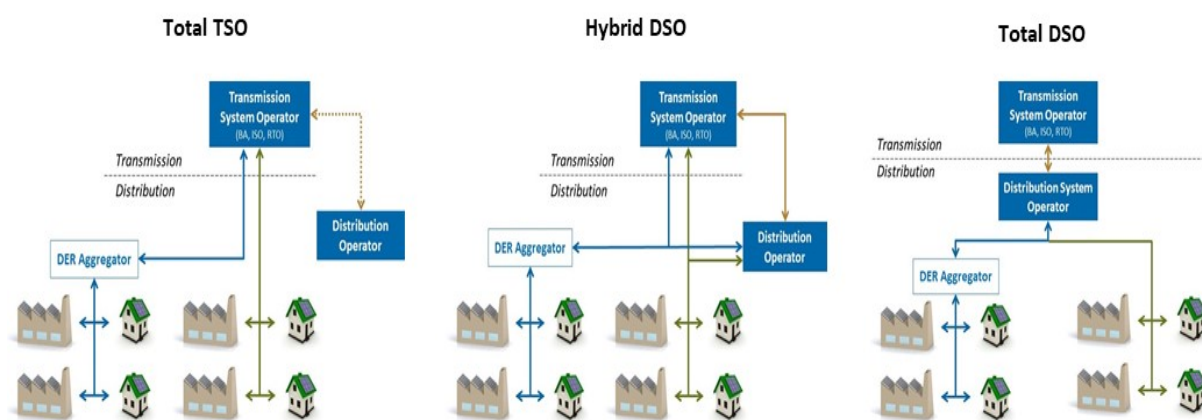 Total TSO
Transmission
System Operator
(BA, ISO, RTO)
Transmission
Distribution
Distribution
Operator
DER Aggregator
Hybrid DSO
Transmission
System Operator
(BA, ISO, RTO)
Transmission
Distribution
DER Aggregator
Distribution
Operator
Total DSO
Transmission
System Operator
(BA, ISO, RTO)
Transmission
Distribution
Distribution System
Operator
DER Aggregator